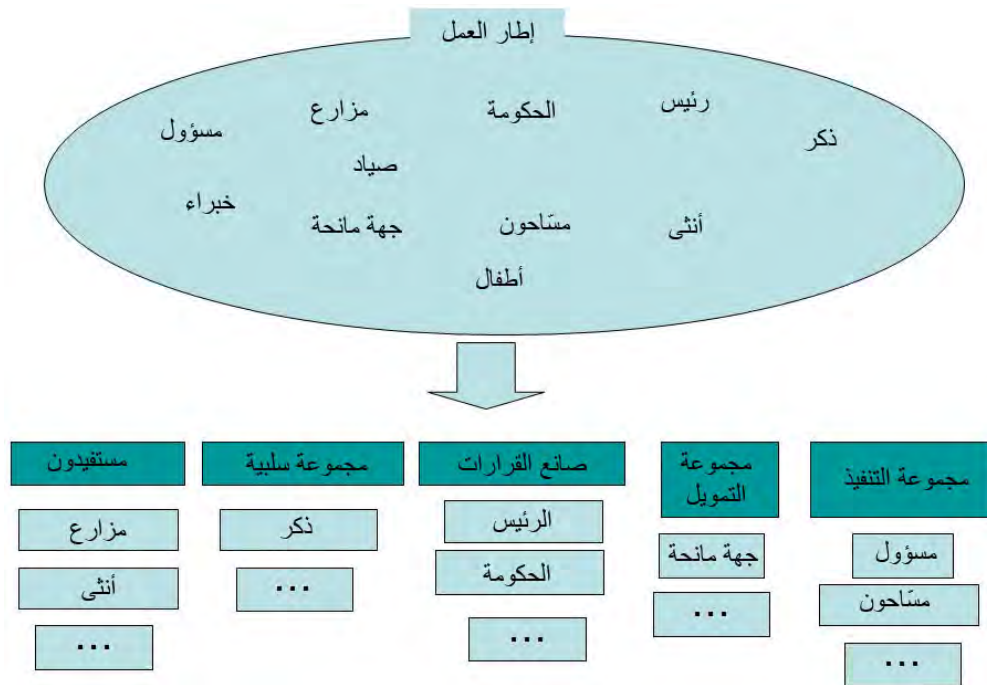 إطار العمل
رئيس
الحكومة
مزارع
ذكر
مسؤول
صياد
خبراء
أنثى
مسّاحون
جهة مانحة
أطفال
مجموعة التنفيذ
مجموعة
التمويل
صانع القرارات
مجموعة سلبية
مستفيدون
مسؤول
جهة مانحة
الرئيس
ذكر
مزارع
مسّاحون
...
الحكومة
...
أنثى
...
...
...